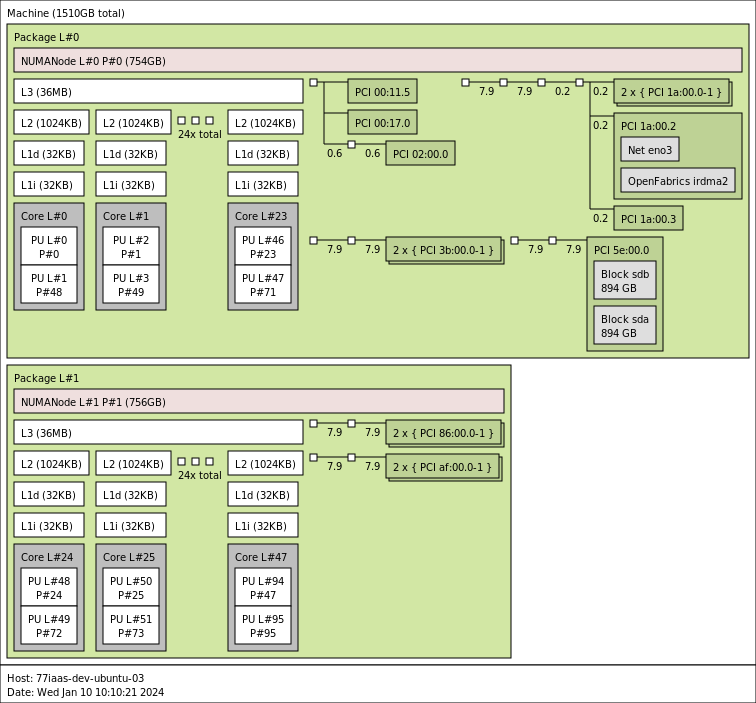 Machine (1510GB total)
Package L#0
NUMANode L#0 P#0 (754GB)
L3 (36MB)
L2 (1024KB)
L2 (1024KB)
24x total
L2 (1024KB)
L1d (32KB)
L1d (32KB)
L1d (32KB)
L1i (32KB)
L1i (32KB)
L1i (32KB)
Core L#0
PU L#0
P#0
PU L#1
P#48
Core L#1
PU L#2
P#1
PU L#3
P#49
Core L#23
PU L#46
P#23
PU L#47
P#71
PCI 00:11.5
PCI 00:17.0
0.6
0.6
PCI 02:00.0
7.9
7.9
0.2
0.2
2 x { PCI 1a:00.0-1 }
0.2
PCI 1a:00.2
Net eno3
OpenFabrics irdma2
0.2
PCI 1a:00.3
7.9
7.9
2 x { PCI 3b:00.0-1 }
7.9
7.9
PCI 5e:00.0
Block sdb
894 GB
Block sda
894 GB
Package L#1
NUMANode L#1 P#1 (756GB)
L3 (36MB)
L2 (1024KB)
L2 (1024KB)
24x total
L2 (1024KB)
L1d (32KB)
L1d (32KB)
L1d (32KB)
L1i (32KB)
L1i (32KB)
L1i (32KB)
Core L#24
PU L#48
P#24
PU L#49
P#72
Core L#25
PU L#50
P#25
PU L#51
P#73
Core L#47
PU L#94
P#47
PU L#95
P#95
7.9
7.9
2 x { PCI 86:00.0-1 }
7.9
7.9
2 x { PCI af:00.0-1 }
Host: 77iaas-dev-ubuntu-03
Date: Wed Jan 10 10:10:21 2024